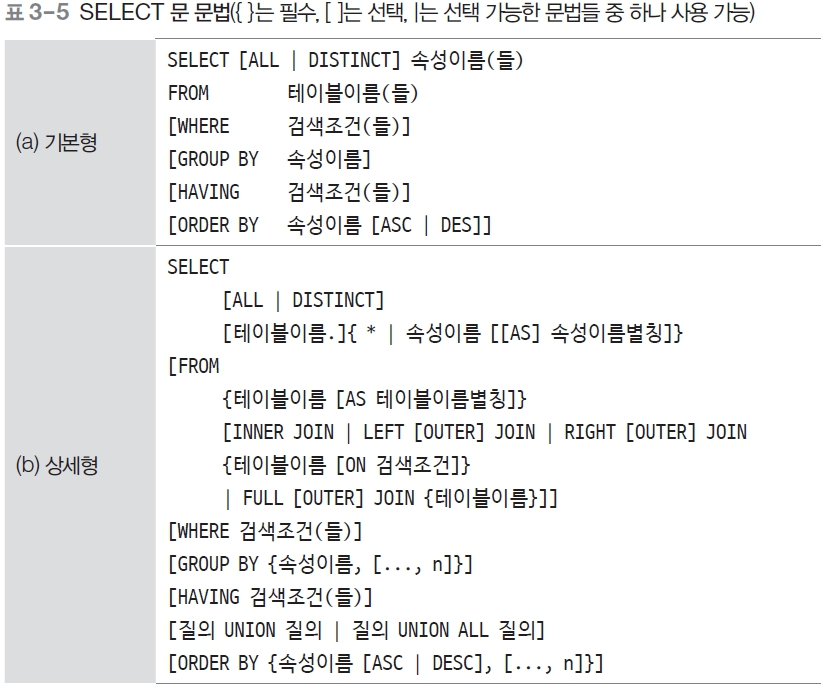 표 3-5 SELECT 문 문법({ }는 필수, [ ]는 선택, |는 선택 가능한 문법들 중 하나 사용 가능)
(a) 기본형
SELECT [ALL | DISTINCT] 속성이름(들)
FROM 테이블이름(들)
[WHERE 검색조건(들)]
[GROUP BY 속성이름]
[HAVING 검색조건(들)]
[ORDER BY 속성이름 [ASC | DES]]
(b) 상세형
SELECT
[ALL | DISTINCT]
[테이블이름.]{ * | 속성이름 [[AS] 속성이름별칭]}
[FROM
{테이블이름 [AS 테이블이름별칭]}
[INNER JOIN | LEFT [OUTER] JOIN | RIGHT [OUTER] JOIN
{테이블이름 [ON 검색조건]}
| FULL [OUTER] JOIN {테이블이름}]]
[WHERE 검색조건(들)]
[GROUP BY {속성이름, [..., n]}]
[HAVING 검색조건(들)]
[질의 UNION 질의 | 질의 UNION ALL 질의]
[ORDER BY {속성이름 [ASC | DESC], [..., n]}]